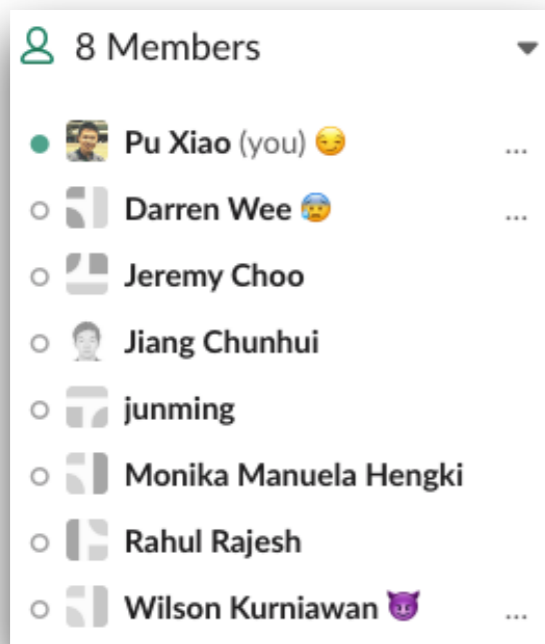 8 Members
Pu Xiao (you) 😏 ...
Darren Wee 😰 ...
Jeremy Choo
Jiang Chunhui
junming
Monika Manuela Hengki
Rahul Rajesh
Wilson Kurniawan 😈 ...